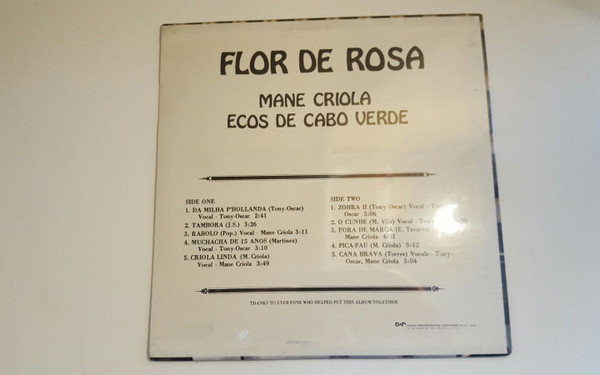 FLOR DE ROSA
MANE CRIOLA
ECOS DE CABO VERDE
SIDE ONE
1. DA MILHA P'HOLLANDA (Tony-Oscar)
Vocal - Tony-Oscar 2:41
2. TAMBORA (J.S.) 3:26
3. RABOLO (Pop.) Vocal - Mane Criola 3:11
4. MUCHACHA DE 15 ANOS (Martinez)
Vocal - Tony-Oscar 3:10
5. CRIOLA LINDA (M. Criola)
Vocal - Mane Criola 3:49
SIDE TWO
1. ZOHRA II (Tony-Oscar) Vocal -
Oscar 3:06
2. O CUNHE (M. Vocal -
3. FORA DE MARCA (E. Tavares)
Mane Criola
4. PICA-PAU (M. Criola) 3:42
5. CANA BRAVA (Torres) Vocals - Tony-
Oscar, Mane Criola 3:04
THANKS TO EVERYONE WHO HELPED PUT THIS ALBUM TOGETHER